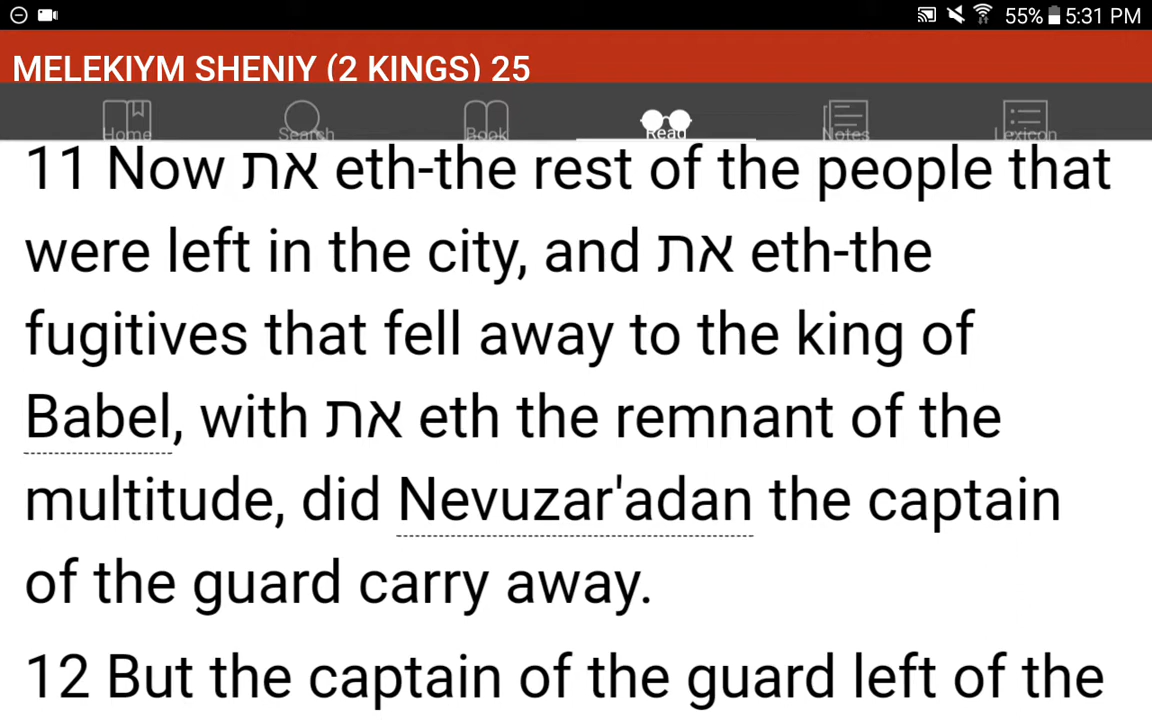 55% 5:31 PM
MELEKIYM SHENIY (2 KINGS) 25
Home Search Book Read Notes Lexicon
11 Now את eth-the rest of the people that
were left in the city, and את eth-the
fugitives that fell away to the king of
Babel, with את eth the remnant of the
multitude, did Nevuzar'adan the captain
of the guard carry away.
12 But the captain of the guard left of the